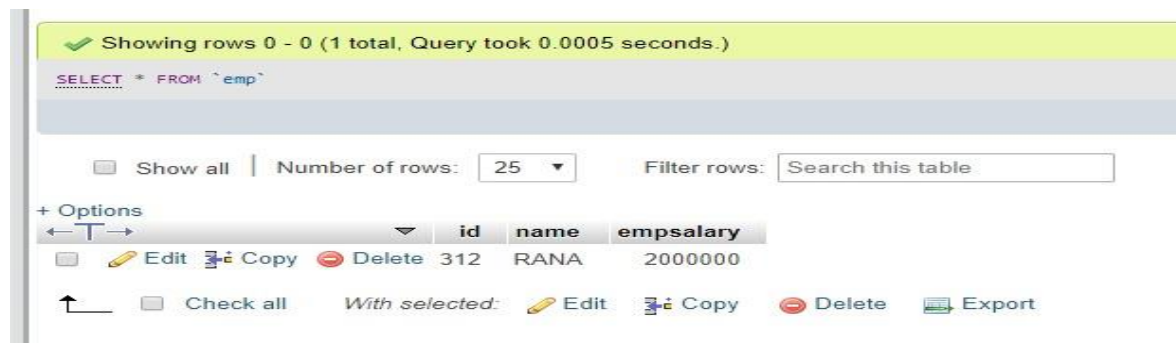 Showing rows 0 - 0 (1 total, Query took 0.0005 seconds.)
SELECT * FROM `emp`
Show all | Number of rows: 25 Filter rows: Search this table
+ Options
id name empsalary
Edit Copy Delete 312 RANA 2000000
Check all With selected: Edit Copy Delete Export